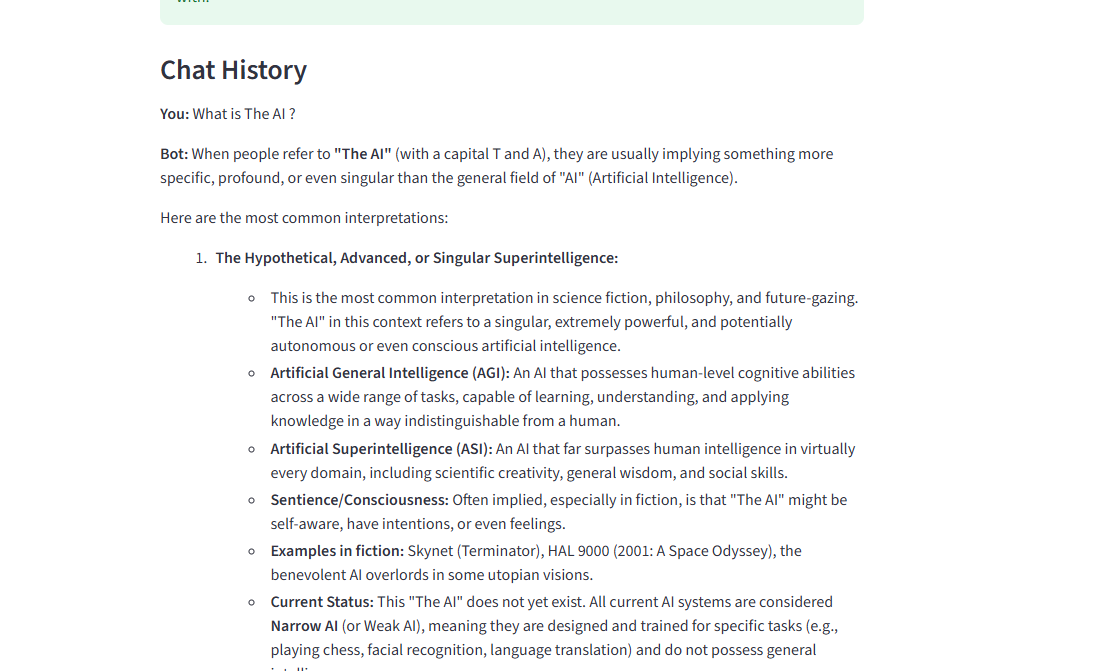 Chat History
You: What is The AI ?
Bot: When people refer to "The AI" (with a capital T and A), they are usually implying something more
specific, profound, or even singular than the general field of "AI" (Artificial Intelligence).
Here are the most common interpretations:
1. The Hypothetical, Advanced, or Singular Superintelligence:
◦ This is the most common interpretation in science fiction, philosophy, and future-gazing.
"The AI" in this context refers to a singular, extremely powerful, and potentially
autonomous or even conscious artificial intelligence.
◦ Artificial General Intelligence (AGI): An AI that possesses human-level cognitive abilities
across a wide range of tasks, capable of learning, understanding, and applying
knowledge in a way indistinguishable from a human.
◦ Artificial Superintelligence (ASI): An AI that far surpasses human intelligence in virtually
every domain, including scientific creativity, general wisdom, and social skills.
◦ Sentience/Consciousness: Often implied, especially in fiction, is that "The AI" might be
self-aware, have intentions, or even feelings.
◦ Examples in fiction: Skynet (Terminator), HAL 9000 (2001: A Space Odyssey), the
benevolent AI overlords in some utopian visions.
◦ Current Status: This "The AI" does not yet exist. All current AI systems are considered
Narrow AI (or Weak AI), meaning they are designed and trained for specific tasks (e.g.,
playing chess, facial recognition, language translation) and do not possess general